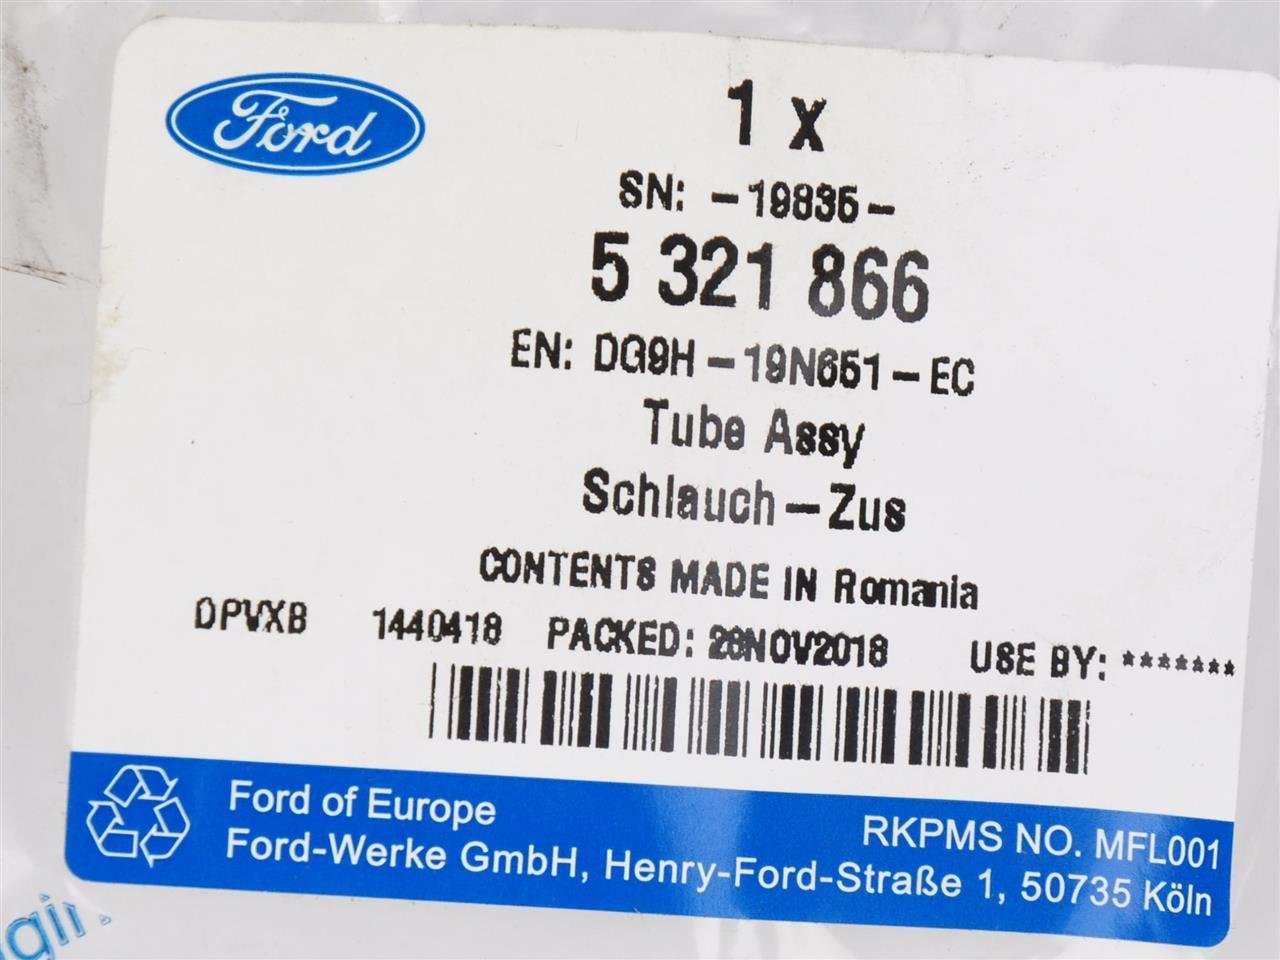 Ford
1 x
SN: -19835-
5 321 866
EN: DG9H-19N651-EC
Tube Assy
Schlauch-Zus
CONTENTS MADE IN Romania
DPVXB 1440418 PACKED: 28NOV2018 USE BY: *******
Ford of Europe
RKPMS NO. MFL001
Ford-Werke GmbH, Henry-Ford-Straße 1, 50735 Köln